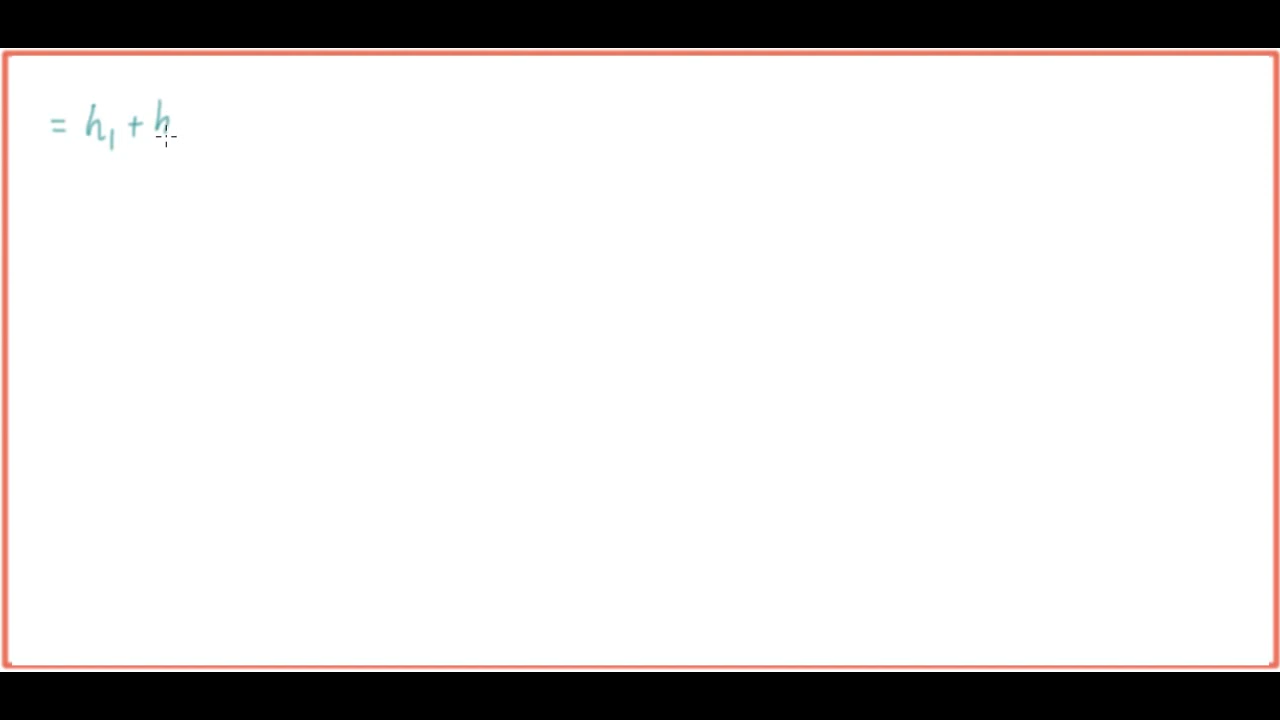 = h₁ + h